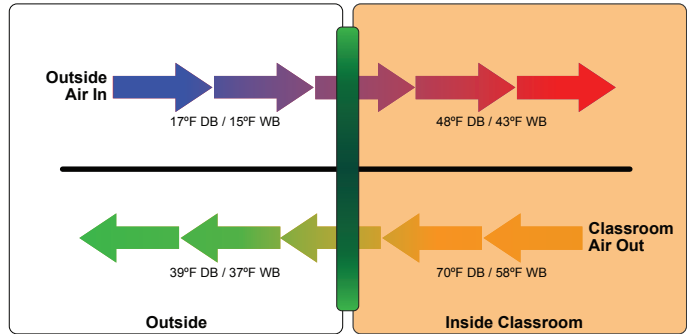 Outside
Air In
17ºF DB / 15ºF WB
48ºF DB / 43ºF WB
Classroom
Air Out
39ºF DB / 37ºF WB
70ºF DB / 58ºF WB
Outside
Inside Classroom